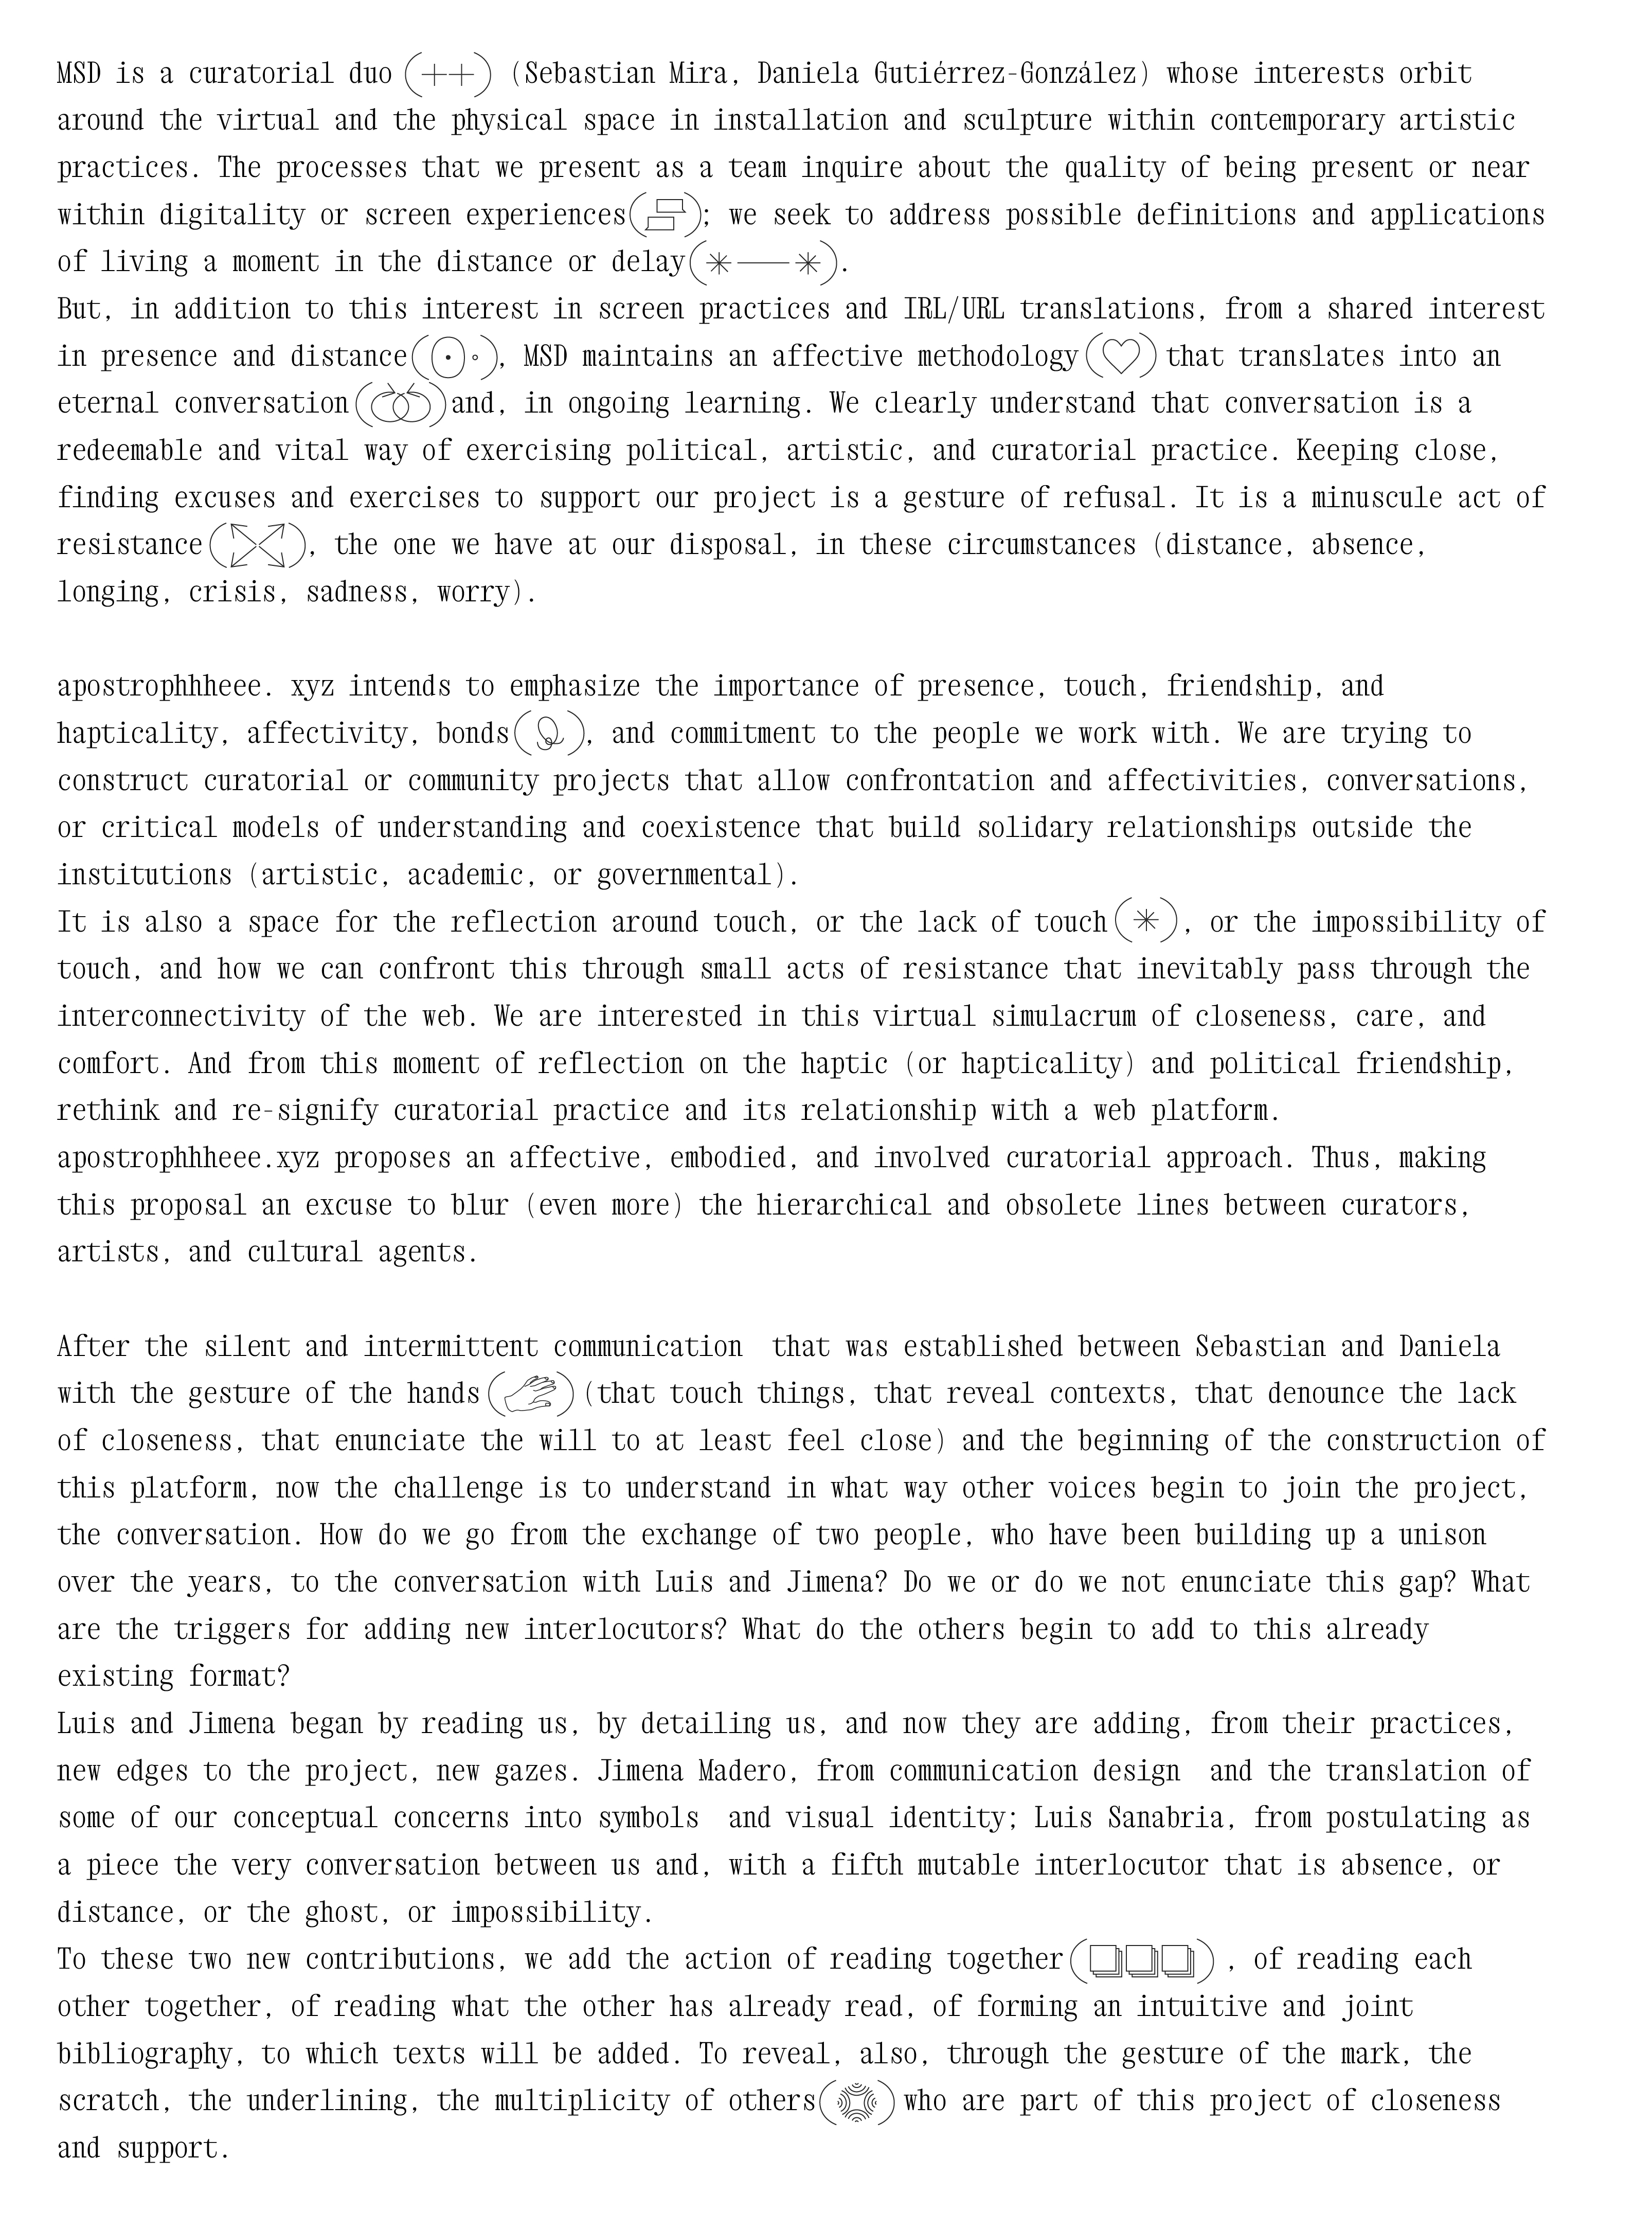 MSD is a curatorial duo (++) (Sebastian Mira, Daniela Gutiérrez-González) whose interests orbit
around the virtual and the physical space in installation and sculpture within contemporary artistic
practices. The processes that we present as a team inquire about the quality of being present or near
within digitality or screen experiences( ); we seek to address possible definitions and applications
of living a moment in the distance or delay(*—*).
But, in addition to this interest in screen practices and IRL/URL translations, from a shared interest
in presence and distance( ), MSD maintains an affective methodology(♡) that translates into an
eternal conversation( )and, in ongoing learning. We clearly understand that conversation is a
redeemable and vital way of exercising political, artistic, and curatorial practice. Keeping close,
finding excuses and exercises to support our project is a gesture of refusal. It is a minuscule act of
resistance( ), the one we have at our disposal, in these circumstances (distance, absence,
longing, crisis, sadness, worry).

apostrophhheee. xyz intends to emphasize the importance of presence, touch, friendship, and
hapticality, affectivity, bonds( ), and commitment to the people we work with. We are trying to
construct curatorial or community projects that allow confrontation and affectivities, conversations,
or critical models of understanding and coexistence that build solidary relationships outside the
institutions (artistic, academic, or governmental).
It is also a space for the reflection around touch, or the lack of touch(*), or the impossibility of
touch, and how we can confront this through small acts of resistance that inevitably pass through the
interconnectivity of the web. We are interested in this virtual simulacrum of closeness, care, and
comfort. And from this moment of reflection on the haptic (or hapticality) and political friendship,
rethink and re-signify curatorial practice and its relationship with a web platform.
apostrophhheee.xyz proposes an affective, embodied, and involved curatorial approach. Thus, making
this proposal an excuse to blur (even more) the hierarchical and obsolete lines between curators,
artists, and cultural agents.

After the silent and intermittent communication  that was established between Sebastian and Daniela
with the gesture of the hands( )(that touch things, that reveal contexts, that denounce the lack
of closeness, that enunciate the will to at least feel close) and the beginning of the construction of
this platform, now the challenge is to understand in what way other voices begin to join the project,
the conversation. How do we go from the exchange of two people, who have been building up a unison
over the years, to the conversation with Luis and Jimena? Do we or do we not enunciate this gap? What
are the triggers for adding new interlocutors? What do the others begin to add to this already
existing format?
Luis and Jimena began by reading us, by detailing us, and now they are adding, from their practices,
new edges to the project, new gazes. Jimena Madero, from communication design  and the translation of
some of our conceptual concerns into symbols  and visual identity; Luis Sanabria, from postulating as
a piece the very conversation between us and, with a fifth mutable interlocutor that is absence, or
distance, or the ghost, or impossibility.
To these two new contributions, we add the action of reading together( ) , of reading each
other together, of reading what the other has already read, of forming an intuitive and joint
bibliography, to which texts will be added. To reveal, also, through the gesture of the mark, the
scratch, the underlining, the multiplicity of others( ) who are part of this project of closeness
and support.